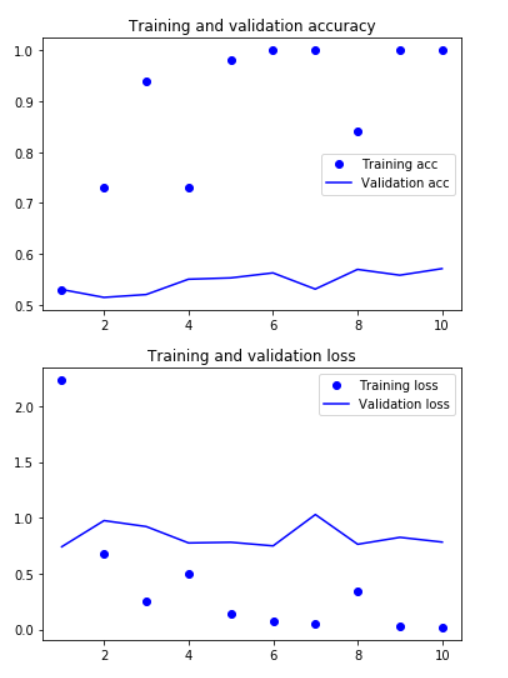 Training and validation accuracy
1.0
0.9
0.8
0.7
0.6
0.5
Training acc
Validation acc
2 4 6 8 10
Training and validation loss
2.0
1.5
1.0
0.5
0.0
Training loss
Validation loss
2 4 6 8 10